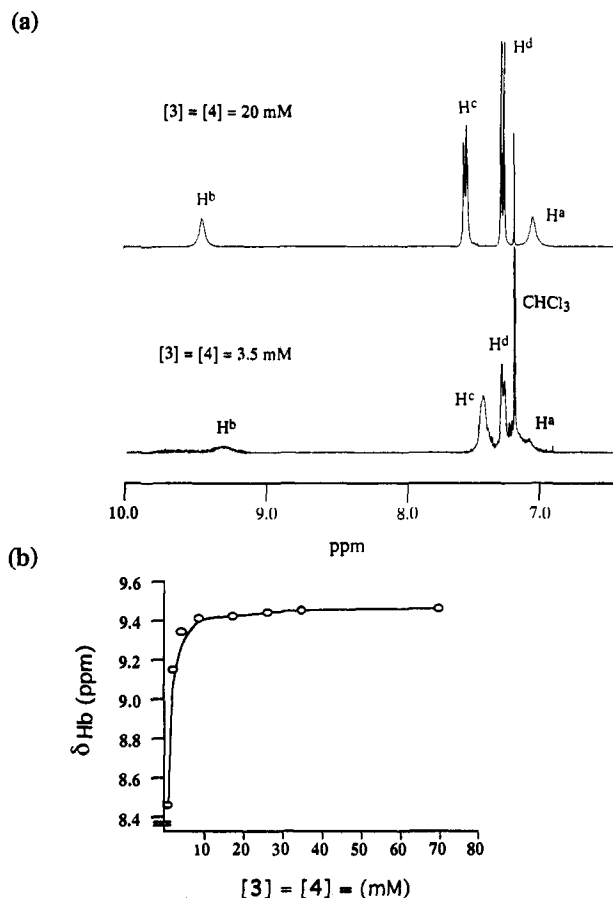 (a)
H^d
[3] = [4] = 20 mM
H^c
H^b
H^a
CHCl₃
[3] = [4] = 3.5 mM
H^d
H^c
H^b
H^a
10.0 9.0 8.0 7.0
ppm
(b)
9.6
9.4
9.2
9.0
8.8
8.6
8.4
δ Hb (ppm)
10 20 30 40 50 60 70 80
[3] = [4] = (mM)